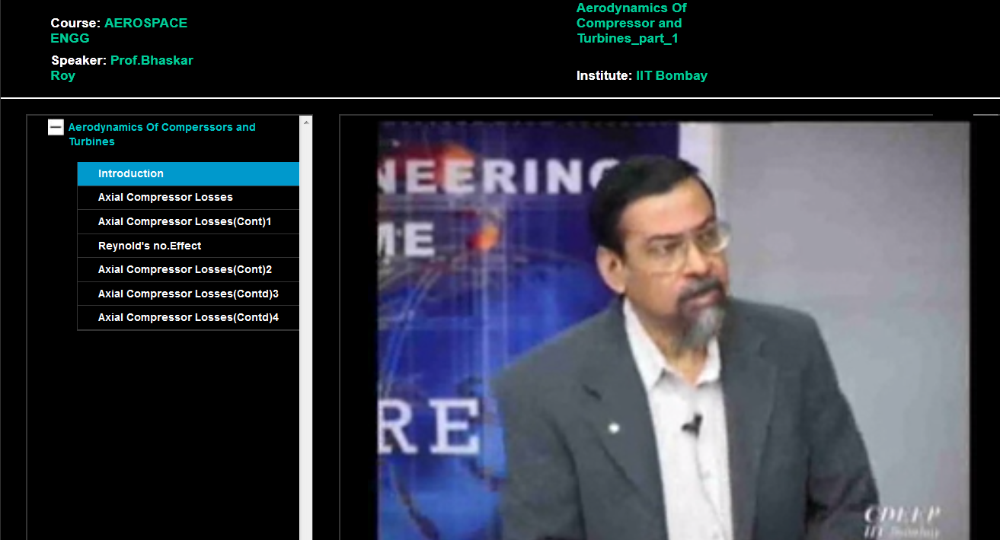 Course: AEROSPACE
ENGG
Speaker: Prof.Bhaskar
Roy
Aerodynamics Of
Compressor and
Turbines_part_1
Institute: IIT Bombay
Aerodynamics Of Comperssors and
Turbines
Introduction
Axial Compressor Losses
Axial Compressor Losses(Cont)1
Reynold's no.Effect
Axial Compressor Losses(Cont)2
Axial Compressor Losses(Contd)3
Axial Compressor Losses(Contd)4
NEERING
ME
RE
CDEEP
IIT Bombay